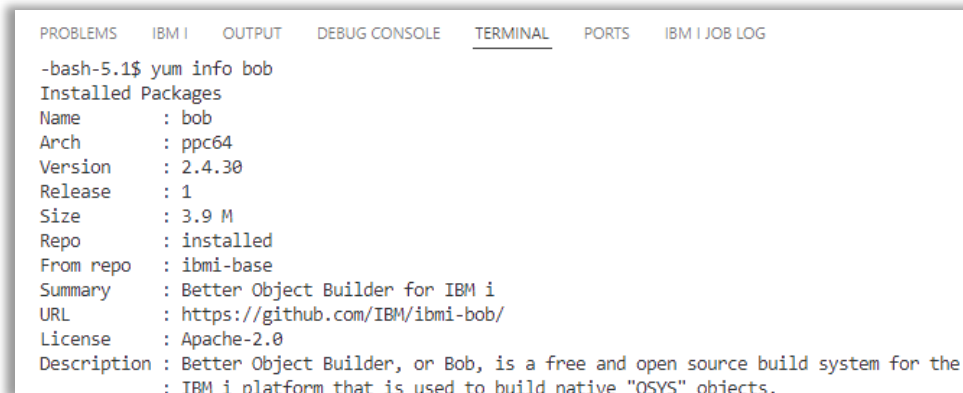 PROBLEMS IBM I OUTPUT DEBUG CONSOLE TERMINAL PORTS IBM I JOB LOG
-bash-5.1$ yum info bob
Installed Packages
Name : bob
Arch : ppc64
Version : 2.4.30
Release : 1
Size : 3.9 M
Repo : installed
From repo : ibmi-base
Summary : Better Object Builder for IBM i
URL : https://github.com/IBM/ibmi-bob/
License : Apache-2.0
Description : Better Object Builder, or Bob, is a free and open source build system for the
: IBM i platform that is used to build native "QSYS" objects.